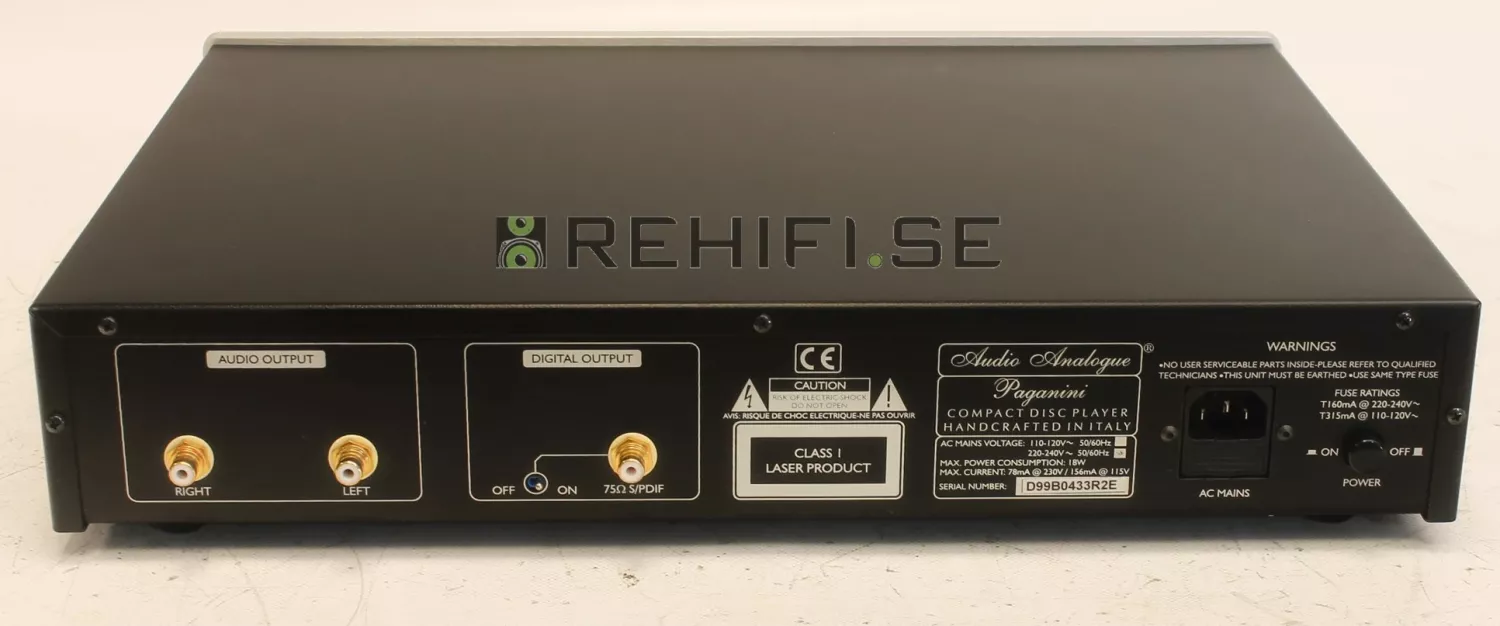 REHIFI.SE
AUDIO OUTPUT
RIGHT
LEFT
DIGITAL OUTPUT
OFF
ON
75Ω S/PDIF
CE
CAUTION
RISK OF ELECTRIC SHOCK
DO NOT OPEN
AVIS: RISQUE DE CHOC ELECTRIQUE-NE PAS OUVRIR
CLASS 1
LASER PRODUCT
Audio Analogue®
Paganini
COMPACT DISC PLAYER
HANDCRAFTED IN ITALY
AC MAINS VOLTAGE: 110-120V~ 50/60Hz
220-240V~ 50/60Hz
MAX. POWER CONSUMPTION: 18W
MAX. CURRENT: 78mA @ 230V / 156mA @ 115V
SERIAL NUMBER: D99B0433R2E
WARNINGS
•NO USER SERVICEABLE PARTS INSIDE-PLEASE REFER TO QUALIFIED
TECHNICIANS •THIS UNIT MUST BE EARTHED •USE SAME TYPE FUSE
FUSE RATINGS
T160mA @ 220-240V~
T315mA @ 110-120V~
AC MAINS
ON
OFF
POWER